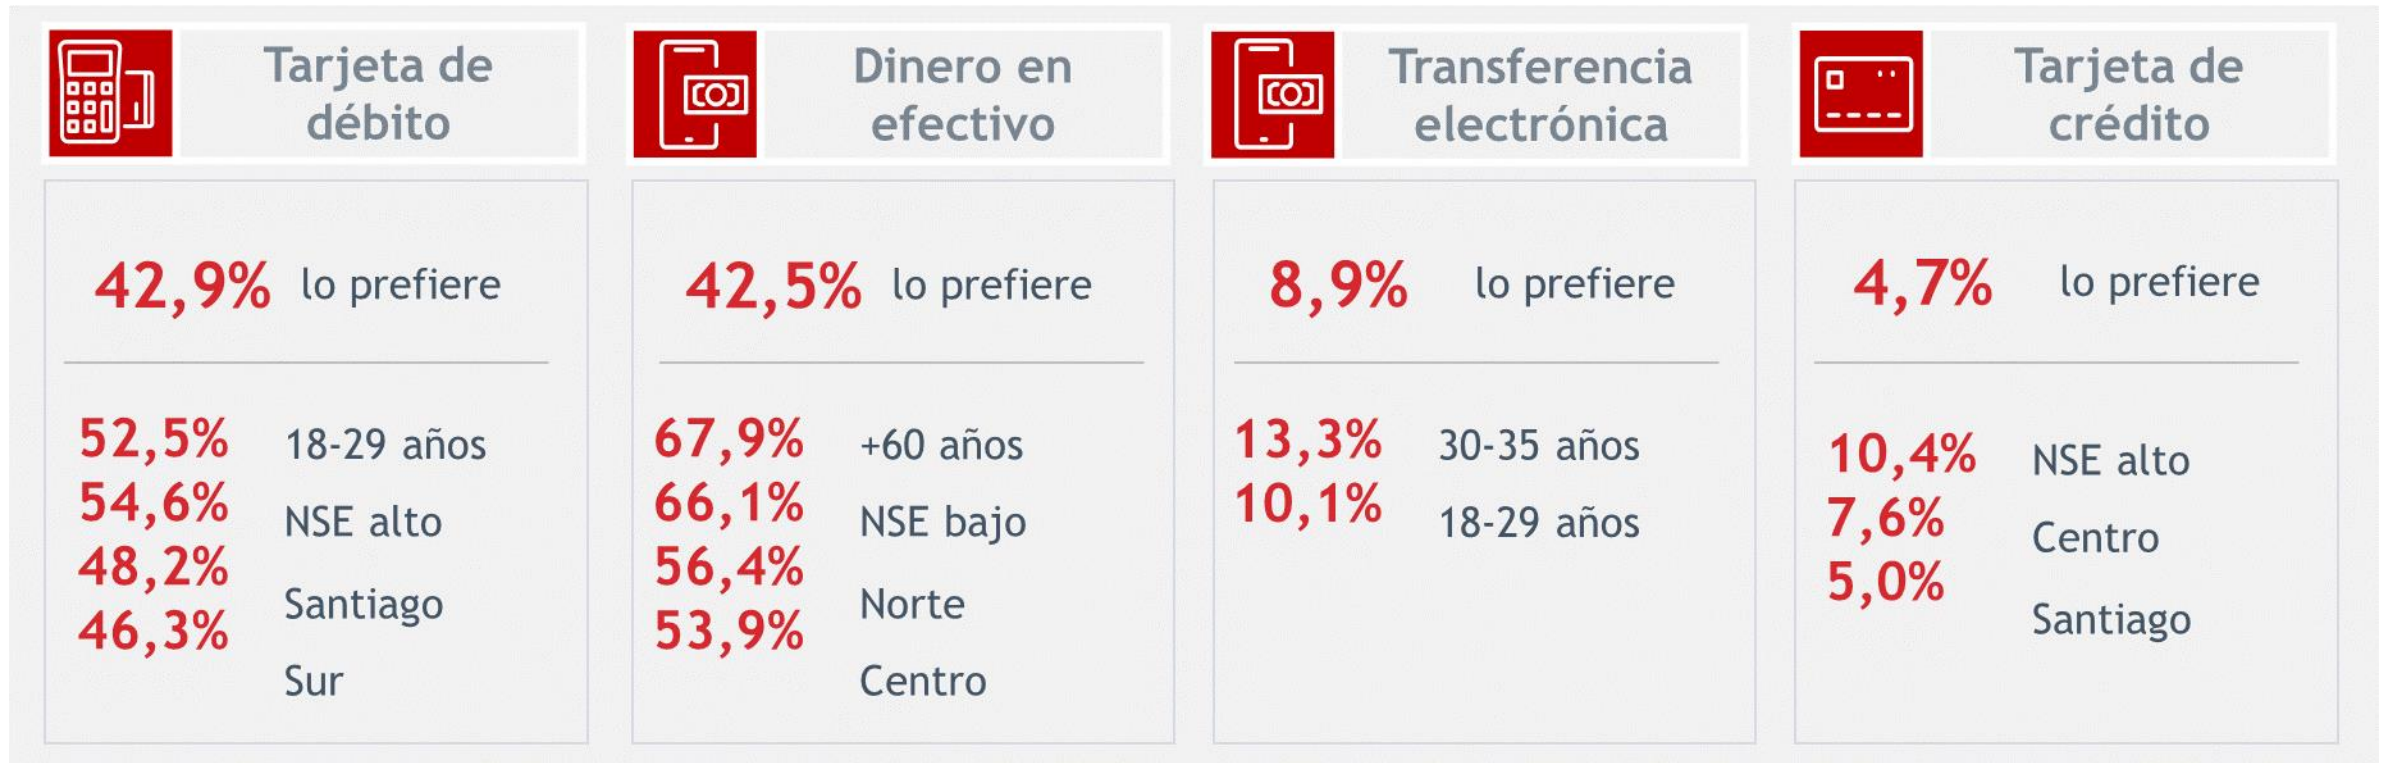 Tarjeta de
débito
42,9% lo prefiere
52,5% 18-29 años
54,6% NSE alto
48,2% Santiago
46,3% Sur
Dinero en
efectivo
42,5% lo prefiere
67,9% +60 años
66,1% NSE bajo
56,4% Norte
53,9% Centro
Transferencia
electrónica
8,9% lo prefiere
13,3% 30-35 años
10,1% 18-29 años
Tarjeta de
crédito
4,7% lo prefiere
10,4% NSE alto
7,6% Centro
5,0% Santiago